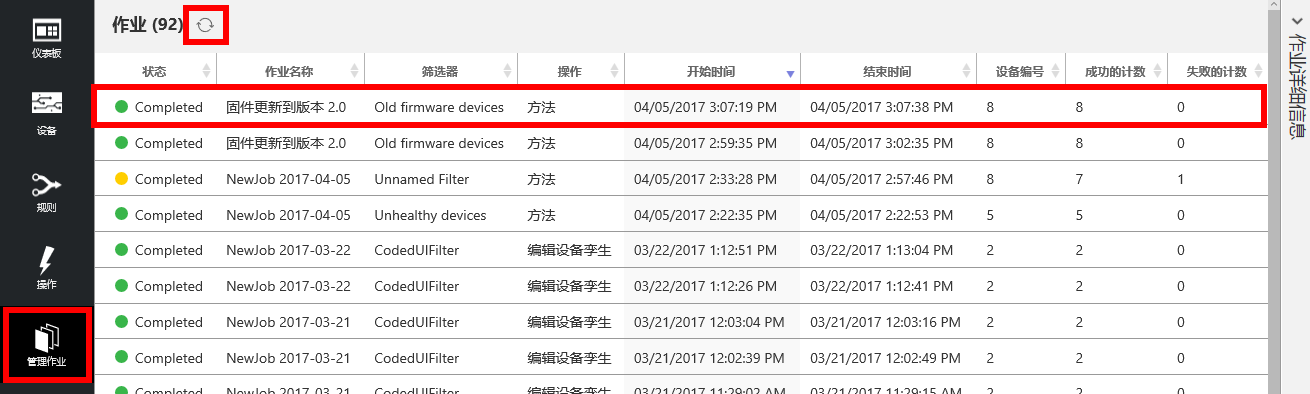 仪表板
设备
规则
操作
管理作业
作业 (92)
状态 作业名称 筛选器 操作 开始时间 结束时间 设备编号 成功的计数 失败的计数
Completed 固件更新到版本 2.0 Old firmware devices 方法 04/05/2017 3:07:19 PM 04/05/2017 3:07:38 PM 8 8 0
Completed 固件更新到版本 2.0 Old firmware devices 方法 04/05/2017 2:59:35 PM 04/05/2017 3:02:35 PM 8 8 0
Completed NewJob 2017-04-05 Unnamed Filter 方法 04/05/2017 2:33:28 PM 04/05/2017 2:57:46 PM 8 7 1
Completed NewJob 2017-04-05 Unhealthy devices 方法 04/05/2017 2:22:35 PM 04/05/2017 2:22:53 PM 5 5 0
Completed NewJob 2017-03-22 CodedUIFilter 编辑设备孪生 03/22/2017 1:12:51 PM 03/22/2017 1:13:04 PM 2 2 0
Completed NewJob 2017-03-22 CodedUIFilter 编辑设备孪生 03/22/2017 1:12:26 PM 03/22/2017 1:12:41 PM 2 2 0
Completed NewJob 2017-03-21 CodedUIFilter 编辑设备孪生 03/21/2017 12:03:04 PM 03/21/2017 12:03:16 PM 2 2 0
Completed NewJob 2017-03-21 CodedUIFilter 编辑设备孪生 03/21/2017 12:02:39 PM 03/21/2017 12:02:49 PM 2 2 0
Completed NewJob 2017-03-21 CodedUIFilter 编辑设备孪生 03/21/2017 11:29:02 AM 03/21/2017 11:29:15 AM 2 2 0
作业详细信息